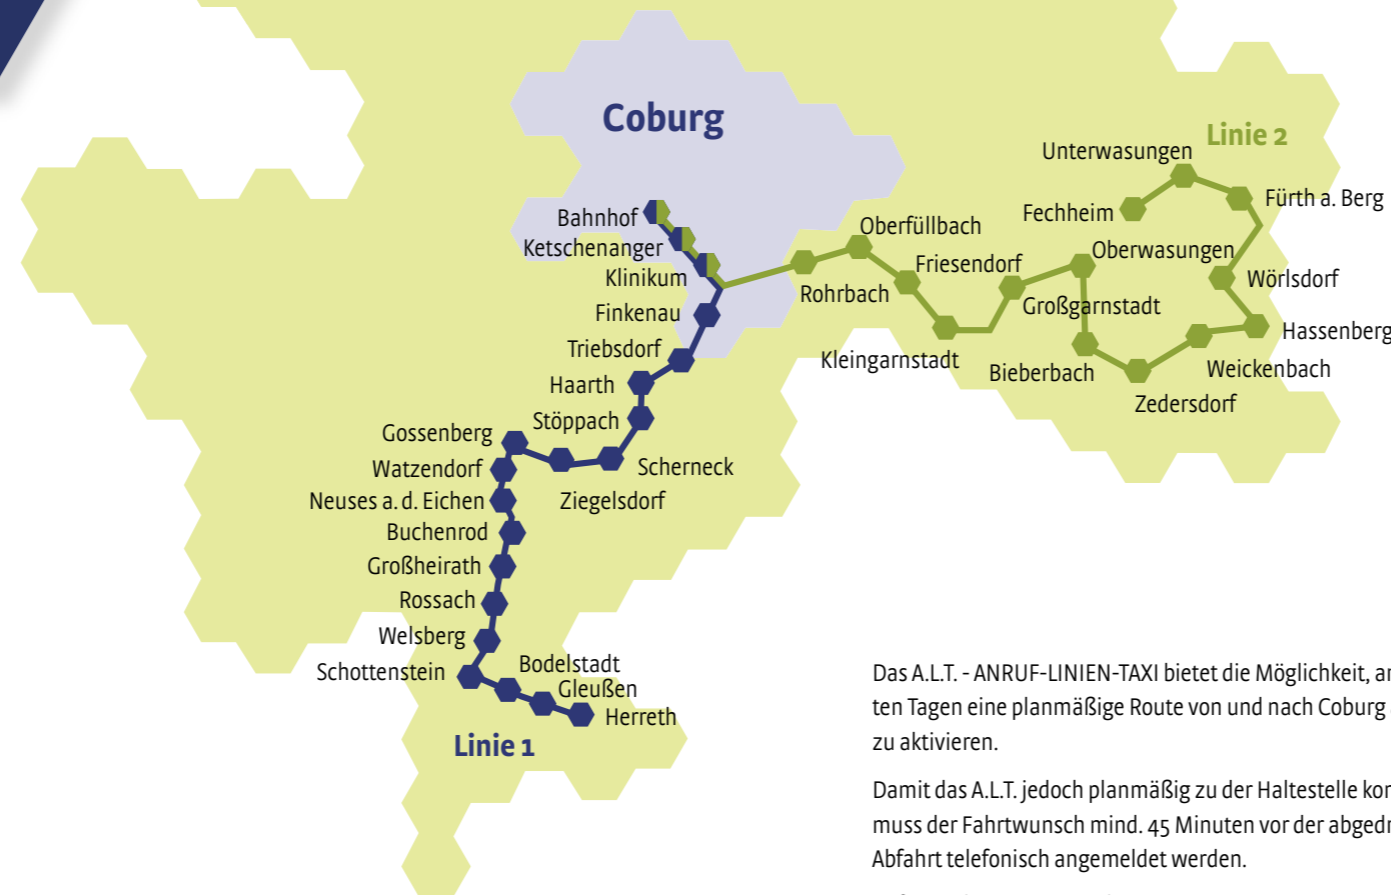 Coburg
Linie 2
Unterwasungen
Fürth a. Berg
Fechheim
Bahnhof
Oberfüllbach
Ketschenanger
Oberwasungen
Friesendorf
Klinikum
Wörlsdorf
Rohrbach
Großgarnstadt
Finkenau
Hassenberg
Triebsdorf
Kleingarnstadt
Weickenbach
Bieberbach
Haarth
Zedersdorf
Stöppach
Gossenberg
Watzendorf
Scherneck
Neuses a. d. Eichen
Ziegelsdorf
Buchenrod
Großheirath
Rossach
Welsberg
Schottenstein
Bodelstadt
Gleußen
Herreth
Linie 1
Das A.L.T. - ANRUF-LINIEN-TAXI bietet die Möglichkeit,
ten Tagen eine planmäßige Route von und nach Coburg
zu aktivieren.
Damit das A.L.T. jedoch planmäßig zu der Haltestelle
muss der Fahrtwunsch mind. 45 Minuten vor der
Abfahrt telefonisch angemeldet werden.